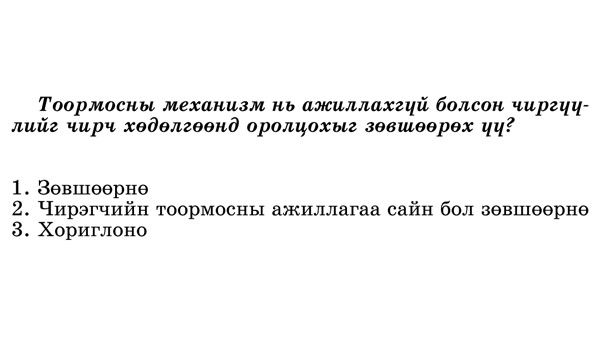 Тоормосны механизм нь ажиллахгүй болсон чиргүү-
лийг чирч хөдөлгөөнд оролцохыг зөвшөөрөх үү?
1. Зөвшөөрнө
2. Чирэгчийн тоормосны ажиллагаа сайн бол зөвшөөрнө
3. Хориглоно